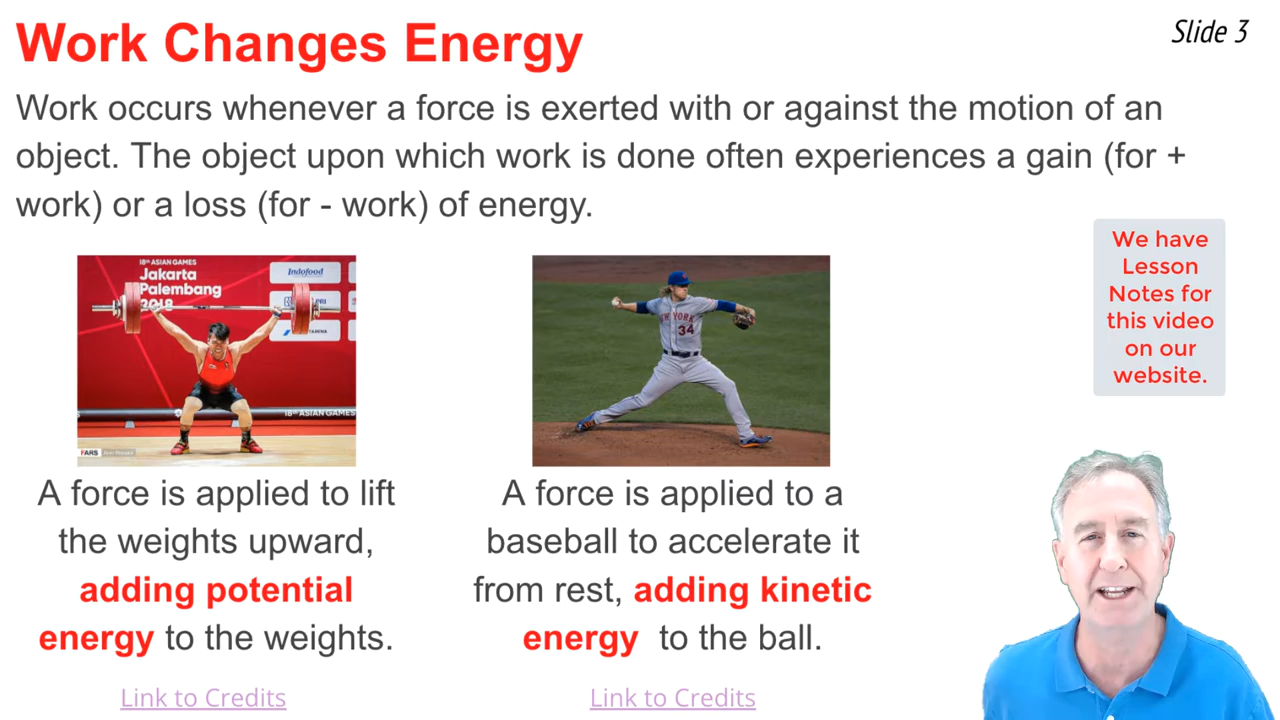 Work Changes Energy
Slide 3
Work occurs whenever a force is exerted with or against the motion of an
object. The object upon which work is done often experiences a gain (for +
work) or a loss (for - work) of energy.
We have
Lesson
Notes for
this video
on our
website.
18th ASIAN GAMES
Jakarta
Palembang
2018
Indofood
18th ASIAN GAMES
FARS
NEW YORK
34
A force is applied to lift
the weights upward,
adding potential
energy to the weights.
A force is applied to a
baseball to accelerate it
from rest, adding kinetic
energy to the ball.
Link to Credits
Link to Credits